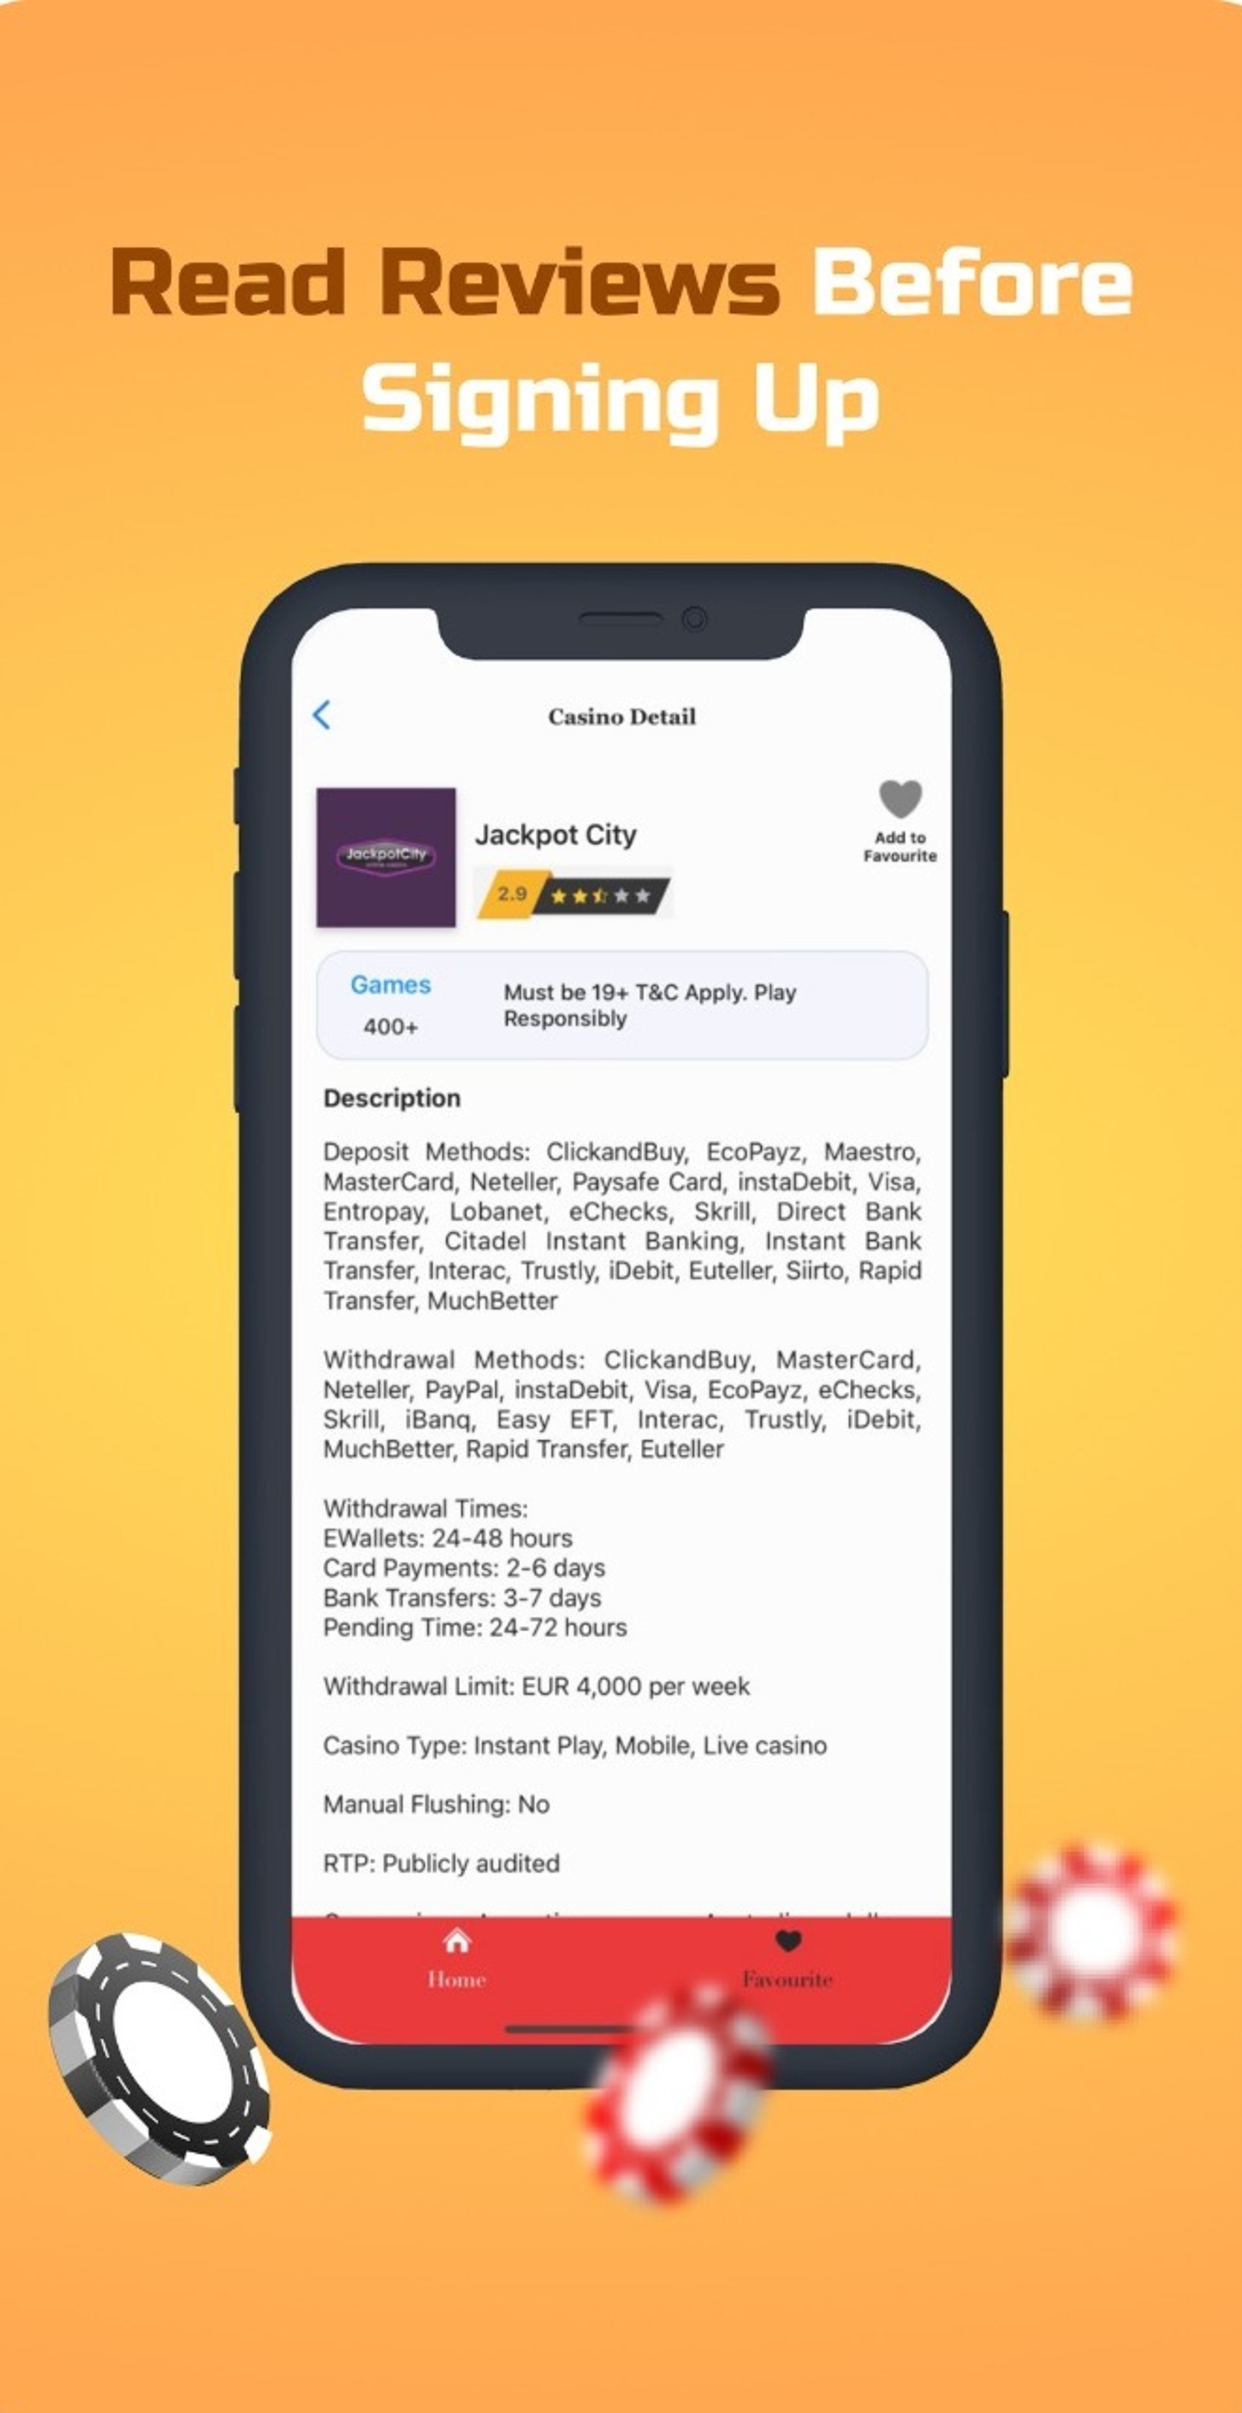 Read Reviews Before
Signing Up
Casino Detail
JackpotCity
Jackpot City
2.9
Add to
Favourite
Games
400+
Must be 19+ T&C Apply. Play
Responsibly
Description
Deposit Methods: ClickandBuy, EcoPayz, Maestro,
MasterCard, Neteller, Paysafe Card, instaDebit, Visa,
Entropay, Lobanet, eChecks, Skrill, Direct Bank
Transfer, Citadel Instant Banking, Instant Bank
Transfer, Interac, Trustly, iDebit, Euteller, Siirto, Rapid
Transfer, MuchBetter
Withdrawal Methods: ClickandBuy, MasterCard,
Neteller, PayPal, instaDebit, Visa, EcoPayz, eChecks,
Skrill, iBanq, Easy EFT, Interac, Trustly, iDebit,
MuchBetter, Rapid Transfer, Euteller
Withdrawal Times:
EWallets: 24-48 hours
Card Payments: 2-6 days
Bank Transfers: 3-7 days
Pending Time: 24-72 hours
Withdrawal Limit: EUR 4,000 per week
Casino Type: Instant Play, Mobile, Live casino
Manual Flushing: No
RTP: Publicly audited
Home
Favourite